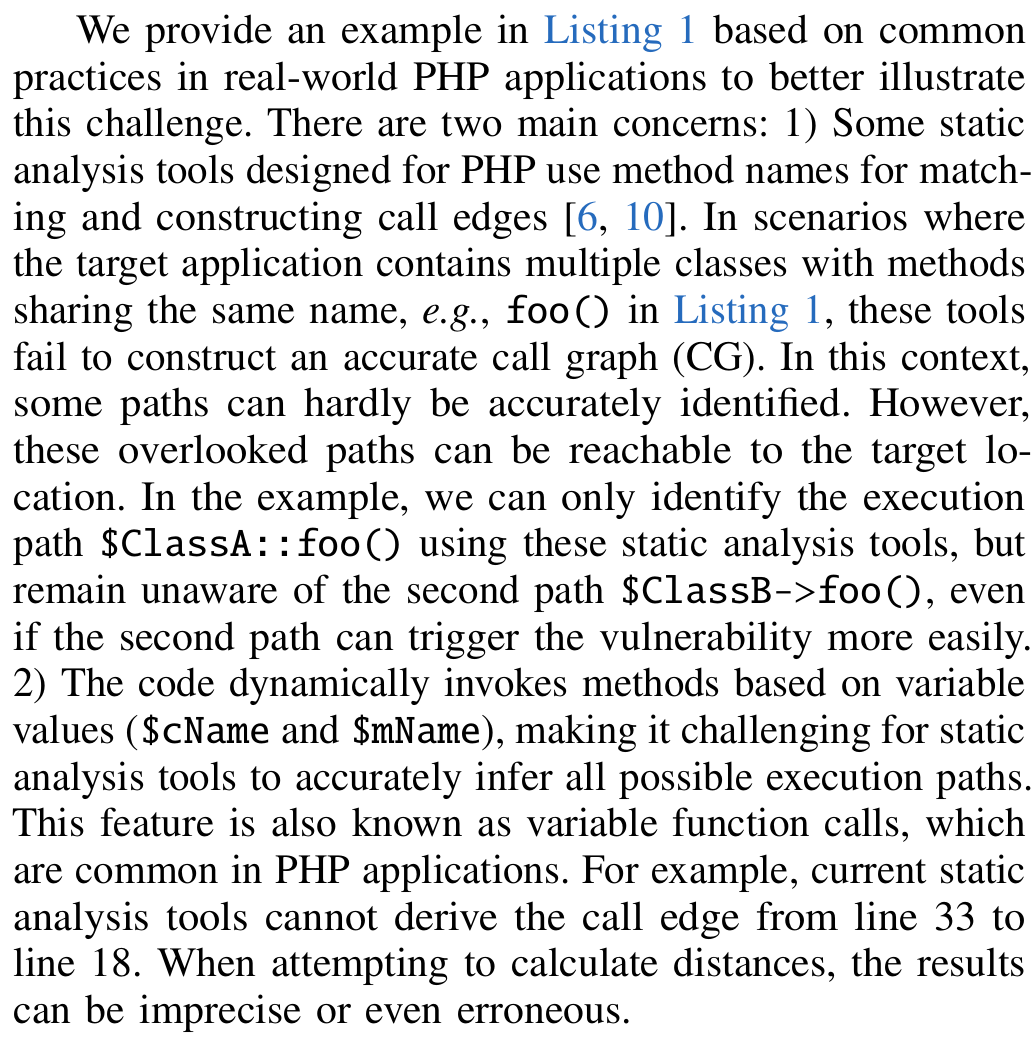 We provide an example in Listing 1 based on common
practices in real-world PHP applications to better illustrate
this challenge. There are two main concerns: 1) Some static
analysis tools designed for PHP use method names for match-
ing and constructing call edges [6, 10]. In scenarios where
the target application contains multiple classes with methods
sharing the same name, e.g., foo() in Listing 1, these tools
fail to construct an accurate call graph (CG). In this context,
some paths can hardly be accurately identified. However,
these overlooked paths can be reachable to the target lo-
cation. In the example, we can only identify the execution
path $ClassA::foo() using these static analysis tools, but
remain unaware of the second path $ClassB->foo(), even
if the second path can trigger the vulnerability more easily.
2) The code dynamically invokes methods based on variable
values ($cName and $mName), making it challenging for static
analysis tools to accurately infer all possible execution paths.
This feature is also known as variable function calls, which
are common in PHP applications. For example, current static
analysis tools cannot derive the call edge from line 33 to
line 18. When attempting to calculate distances, the results
can be imprecise or even erroneous.